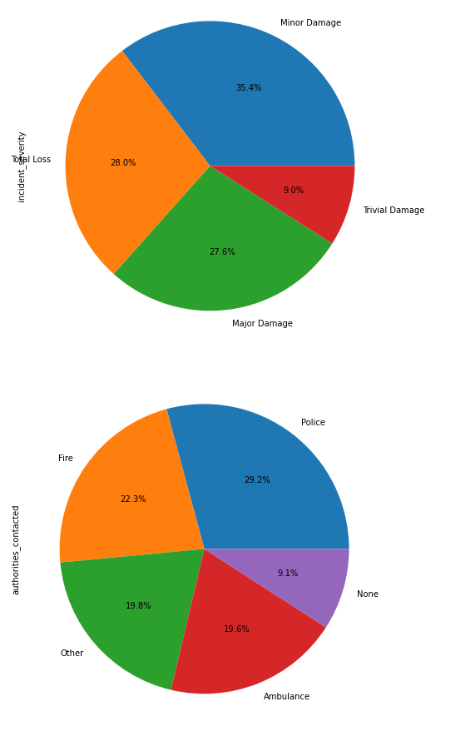 Minor Damage
35.4%
Total Loss
incident_severity
28.0%
9.0%
Trivial Damage
27.6%
Major Damage
Police
Fire
29.2%
22.3%
authorities_contacted
9.1%
None
19.8%
19.6%
Other
Ambulance